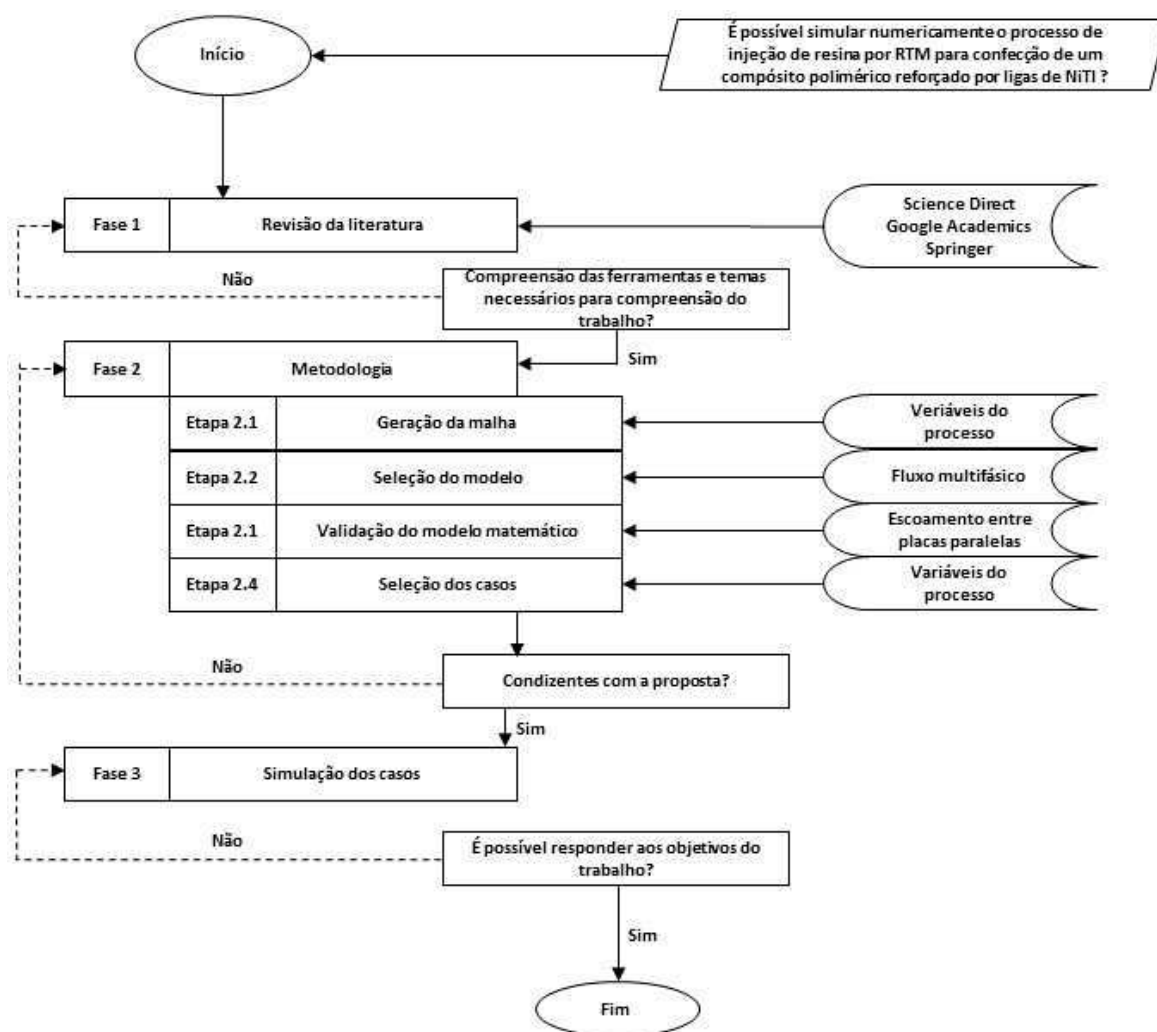 Início
É possível simular numericamente o processo de
injeção de resina por RTM para confecção de um
compósito polimérico reforçado por ligas de NiTI ?
Fase 1
Revisão da literatura
Science Direct
Google Academics
Springer
Não
Compreensão das ferramentas e temas
necessários para compreensão do
trabalho?
Sim
Fase 2
Metodologia
Etapa 2.1
Geração da malha
Veriáveis do
processo
Etapa 2.2
Seleção do modelo
Fluxo multifásico
Etapa 2.1
Validação do modelo matemático
Escoamento entre
placas paralelas
Etapa 2.4
Seleção dos casos
Variáveis do
processo
Não
Condizentes com a proposta?
Sim
Fase 3
Simulação dos casos
Não
É possível responder aos objetivos do
trabalho?
Sim
Fim